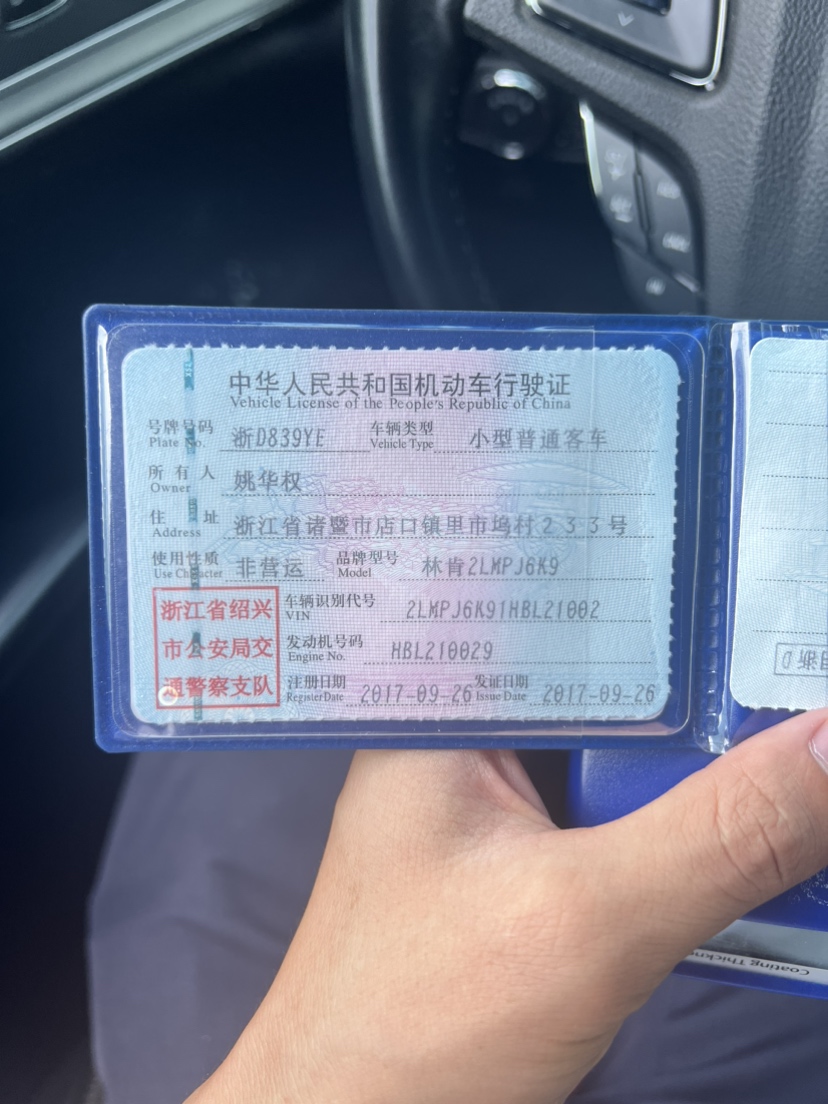 中华人民共和国机动车行驶证
Vehicle License of the People's Republic of China
号牌号码 浙D839YE 车辆类型 小型普通客车
Plate No. Vehicle Type
所有人 姚华权
Owner
住址 浙江省诸暨市店口镇里市坞村233号
Address
使用性质 非营运 品牌型号 林肯2LMPJ6K9
Use Character Model
浙江省绍兴
市公安局交
通警察支队
车辆识别代号 2LMPJ6K91HBL21002
VIN
发动机号码 HBL210029
Engine No.
注册日期 2017-09-26 发证日期 2017-09-26
Register Date Issue Date
Coating